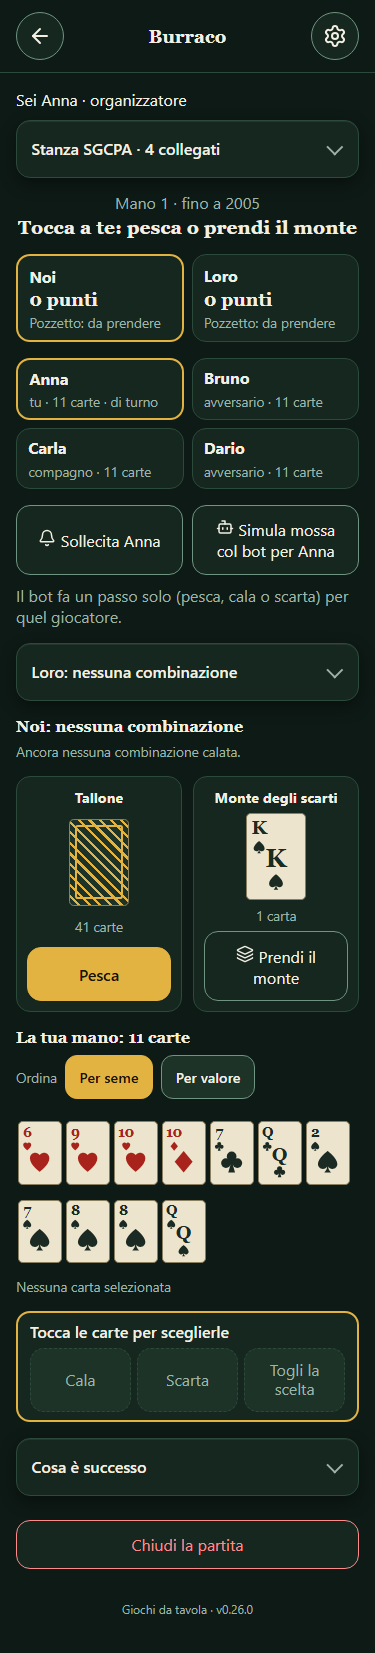 Burraco
Sei Anna · organizzatore
Stanza SGCPA · 4 collegati
Mano 1 · fino a 2005
Tocca a te: pesca o prendi il monte
Noi
0 punti
Pozzetto: da prendere
Loro
0 punti
Pozzetto: da prendere
Anna
tu · 11 carte · di turno
Bruno
avversario · 11 carte
Carla
compagno · 11 carte
Dario
avversario · 11 carte
Sollecita Anna
Simula mossa
col bot per Anna
Il bot fa un passo solo (pesca, cala o scarta) per
quel giocatore.
Loro: nessuna combinazione
Noi: nessuna combinazione
Ancora nessuna combinazione calata.
Tallone
41 carte
Pesca
Monte degli scarti
K
K
1 carta
Prendi il
monte
La tua mano: 11 carte
Ordina
Per seme
Per valore
6
9
10
10
7
Q
Q
2
7
8
8
Q
Q
Nessuna carta selezionata
Tocca le carte per sceglierle
Cala
Scarta
Togli la
scelta
Cosa è successo
Chiudi la partita
Giochi da tavola · v0.26.0